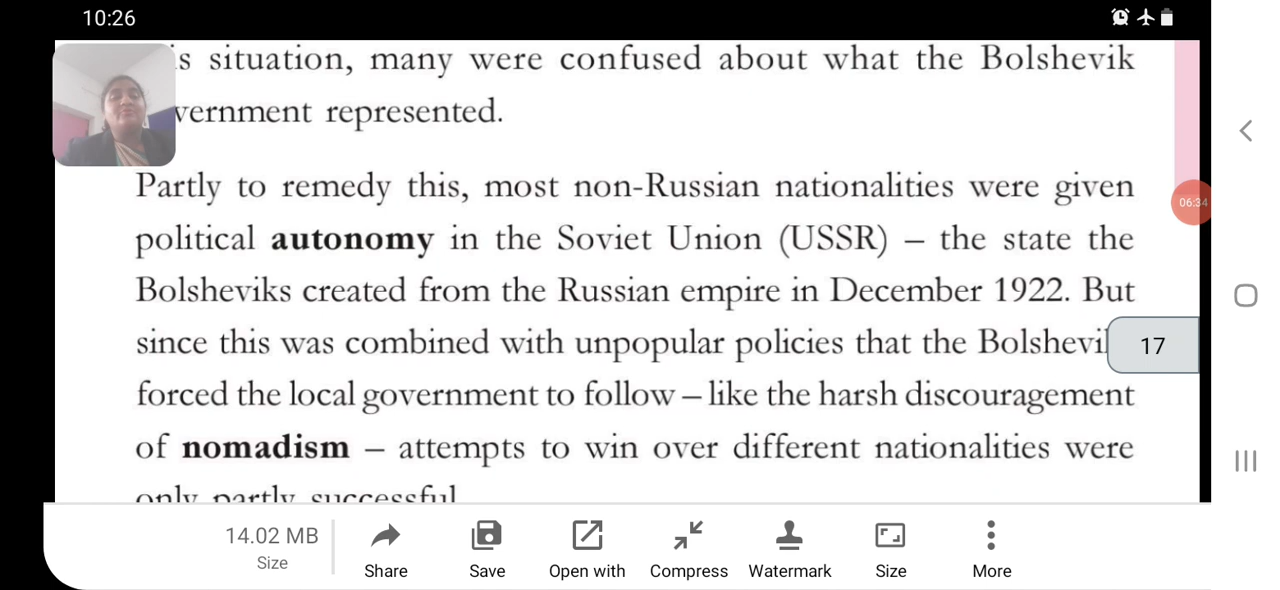 10:26
is situation, many were confused about what the Bolshevik
vernment represented.
Partly to remedy this, most non-Russian nationalities were given
political autonomy in the Soviet Union (USSR) – the state the
06:34
Bolsheviks created from the Russian empire in December 1922. But
since this was combined with unpopular policies that the Bolshevi
17
forced the local government to follow – like the harsh discouragement
of nomadism – attempts to win over different nationalities were
only partly successful
14.02 MB
Size
Share Save Open with Compress Watermark Size More